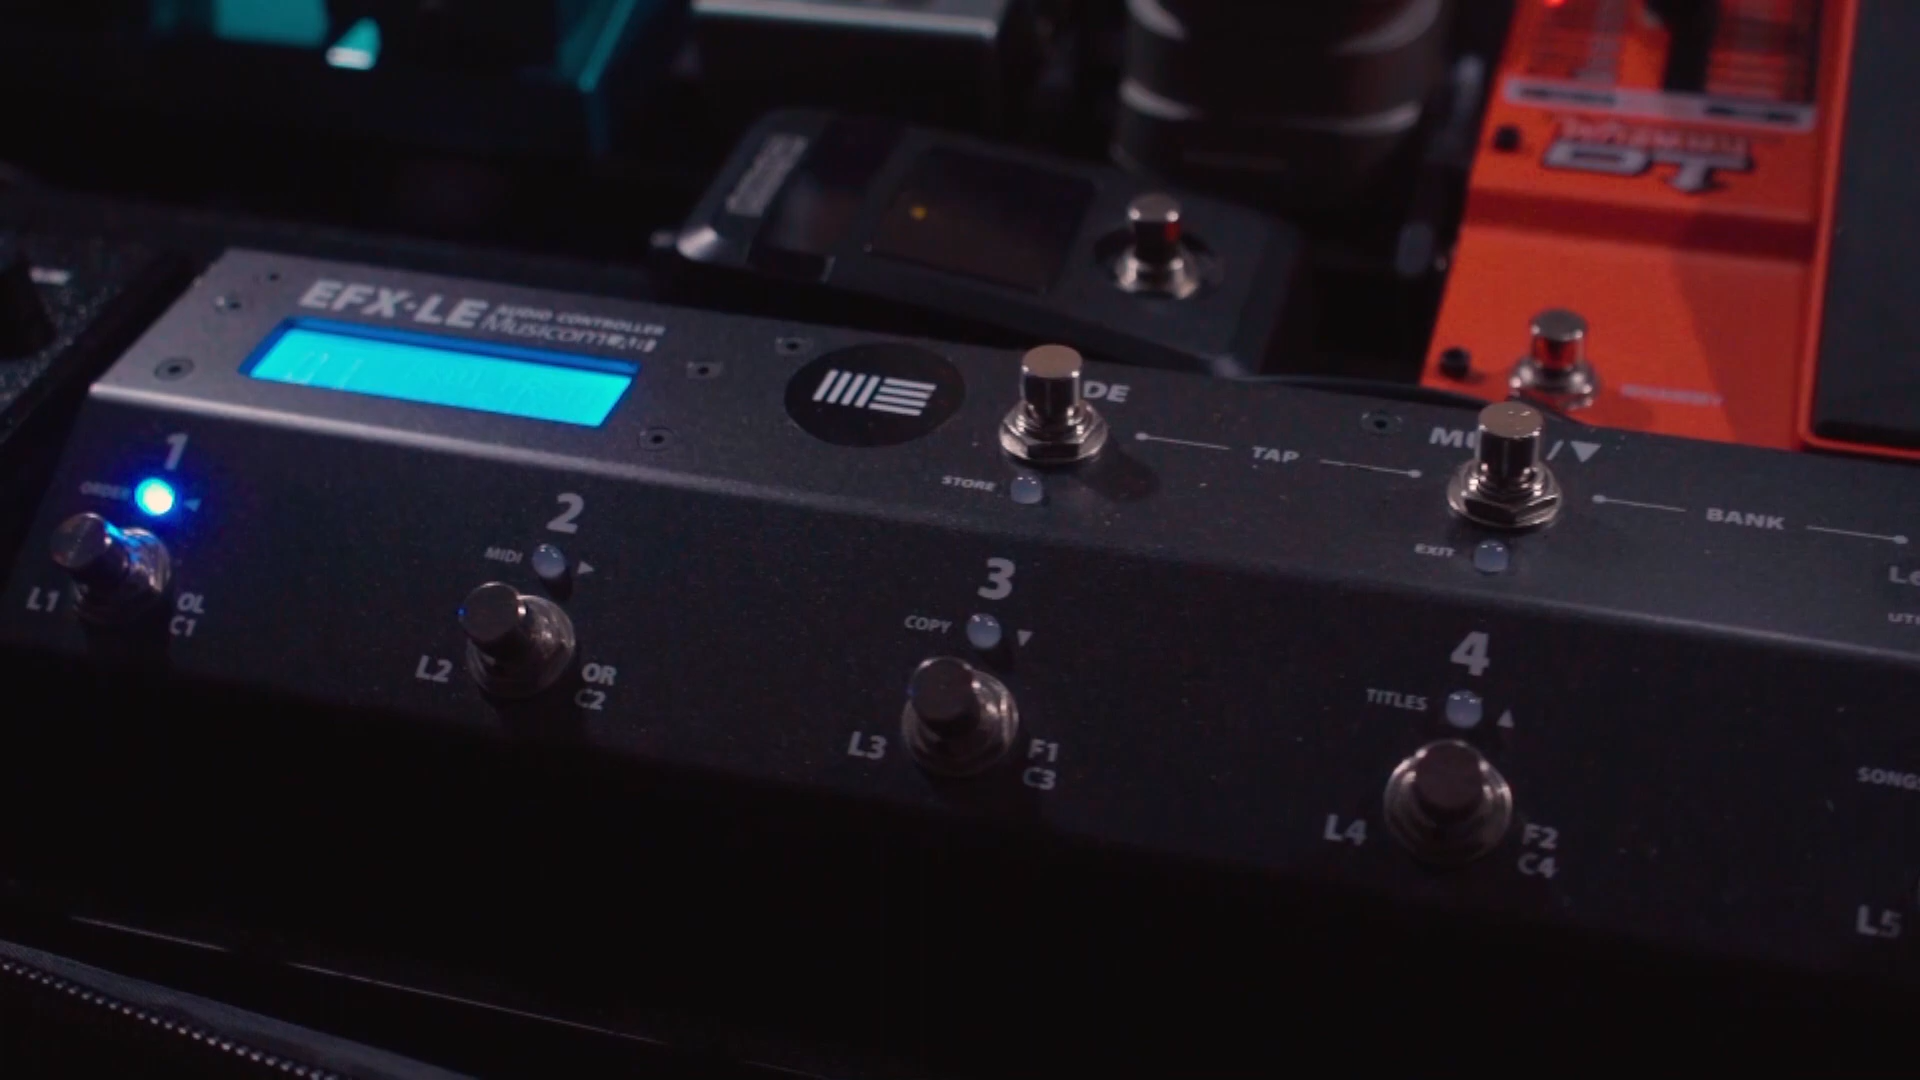 EFX·LE AUDIO CONTROLLER
Musicom
DE
TAP
/▼
BANK
STORE
EXIT
1
ORDER ◄
L1
OL
C1
2
MIDI ►
L2
OR
C2
3
COPY ▼
L3
F1
C3
4
TITLES ▲
L4
F2
C4
L5